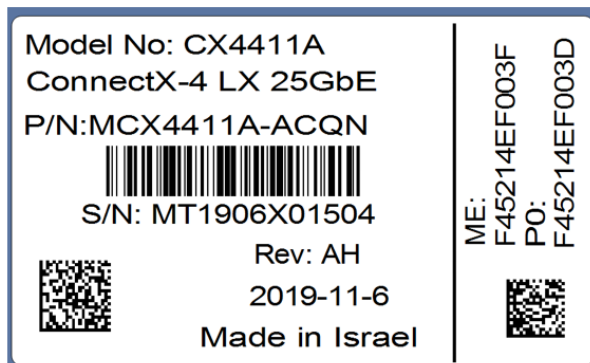 Model No: CX4411A
ConnectX-4 LX 25GbE
P/N:MCX4411A-ACQN
S/N: MT1906X01504
Rev: AH
2019-11-6
Made in Israel
ME:
F45214EF003F
P0:
F45214EF003D